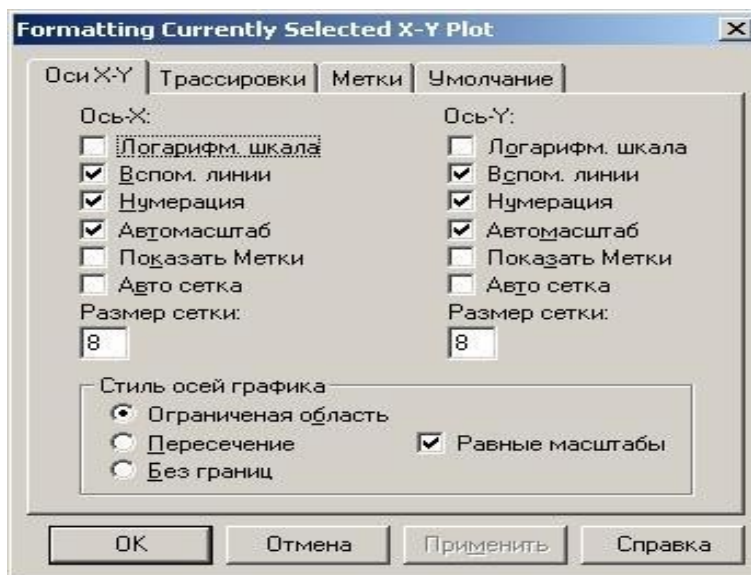 Formatting Currently Selected X-Y Plot
Оси X-Y Трассировки Метки Умолчание
Ось-X: Ось-Y:
Логарифм. шкала Логарифм. шкала
Вспом. линии Вспом. линии
Нумерация Нумерация
Автомасштаб Автомасштаб
Показать Метки Показать Метки
Авто сетка Авто сетка
Размер сетки: Размер сетки:
8 8
Стиль осей графика
Ограниченая область
Пересечение Равные масштабы
Без границ
OK Отмена Применить Справка